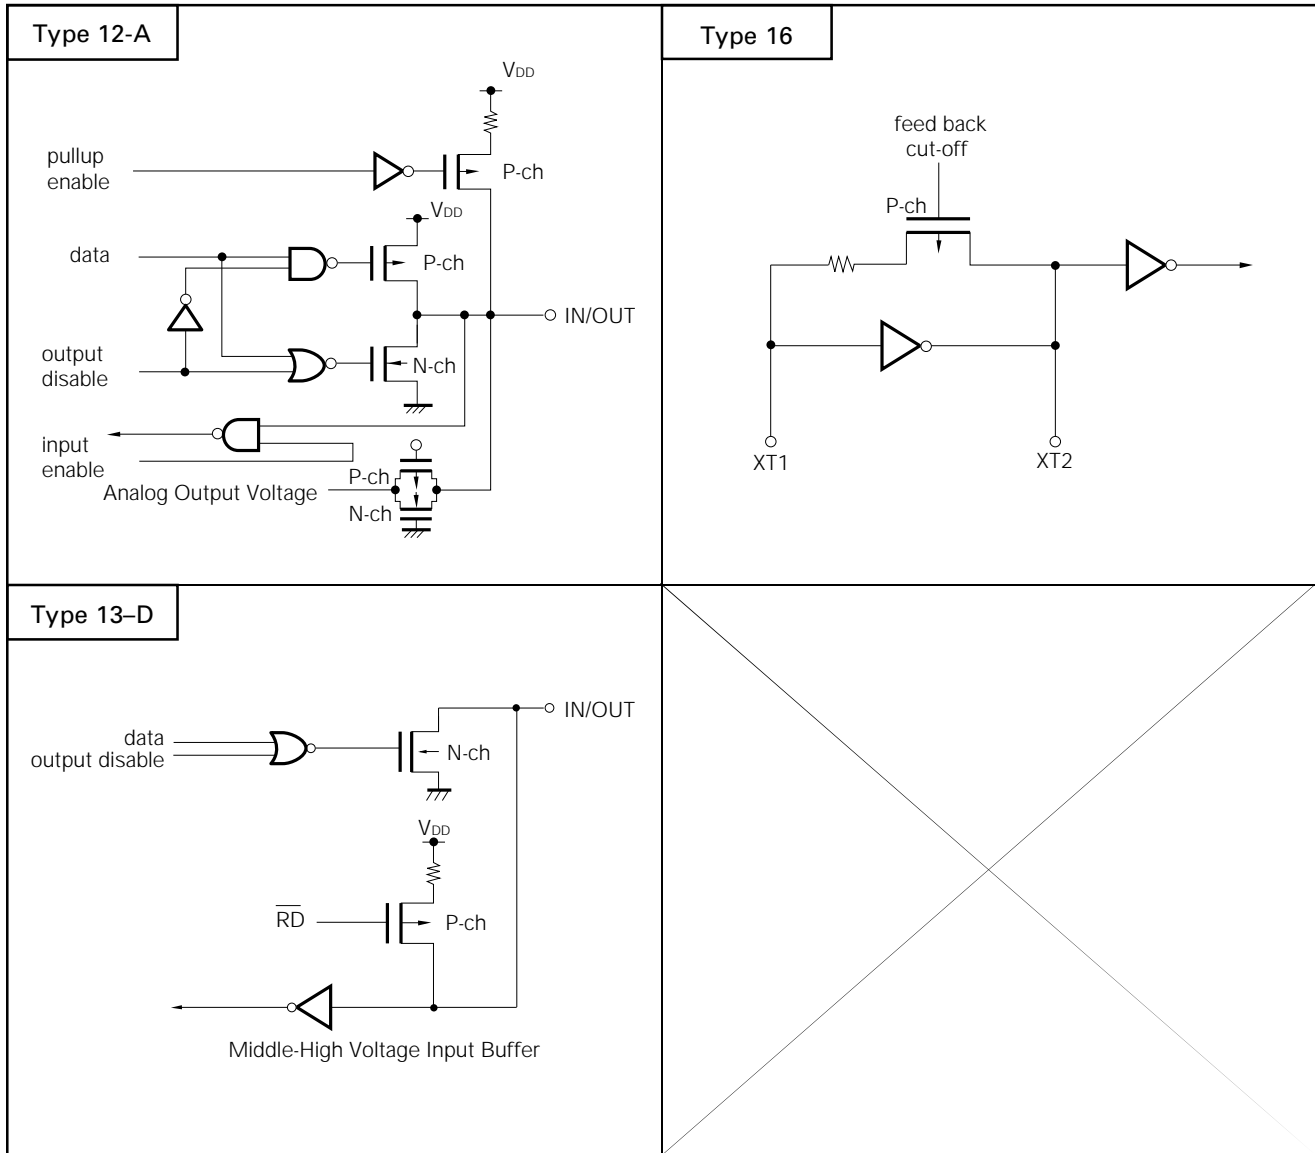 Type 12-A
VDD
pullup
enable
P-ch
VDD
data
P-ch
IN/OUT
output
disable
N-ch
input
enable
P-ch
Analog Output Voltage
N-ch
Type 16
feed back
cut-off
P-ch
XT1
XT2
Type 13–D
IN/OUT
data
output disable
N-ch
VDD
R̅D̅
P-ch
Middle-High Voltage Input Buffer